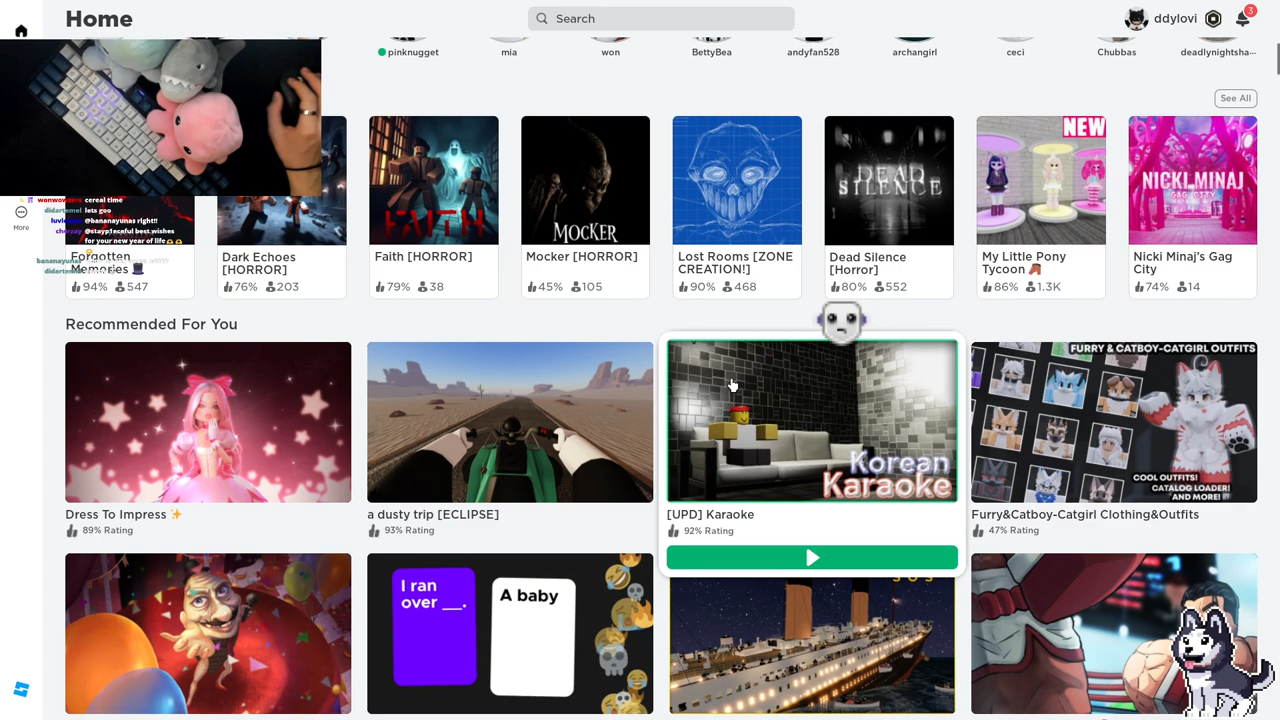 Home
Search
ddylovi
3
pinknugget
mia
won
BettyBea
andyfan528
archangirl
ceci
Chubbas
deadlynightsha...
See All
More
cereal time
didartemel lets goo
@bananayunas right!!
@stayp1aceful best wishes
for your new year of life
FAITH
MOCKER
DEAD
SILENCE
NEW
NICKI MINAJ
GAG CITY
Forgotten
Memories
94% 547
Dark Echoes
[HORROR]
76% 203
Faith [HORROR]
79% 38
Mocker [HORROR]
45% 105
Lost Rooms [ZONE
CREATION!]
90% 468
Dead Silence
[Horror]
80% 552
My Little Pony
Tycoon
86% 1.3K
Nicki Minaj's Gag
City
74% 14
Recommended For You
Korean
Karaoke
FURRY & CATBOY-CATGIRL OUTFITS
COOL OUTFITS!
CATALOG LOADER!
AND MORE!
Dress To Impress ✨
89% Rating
a dusty trip [ECLIPSE]
93% Rating
[UPD] Karaoke
92% Rating
Furry&Catboy-Catgirl Clothing&Outfits
47% Rating
I ran
over __.
A baby